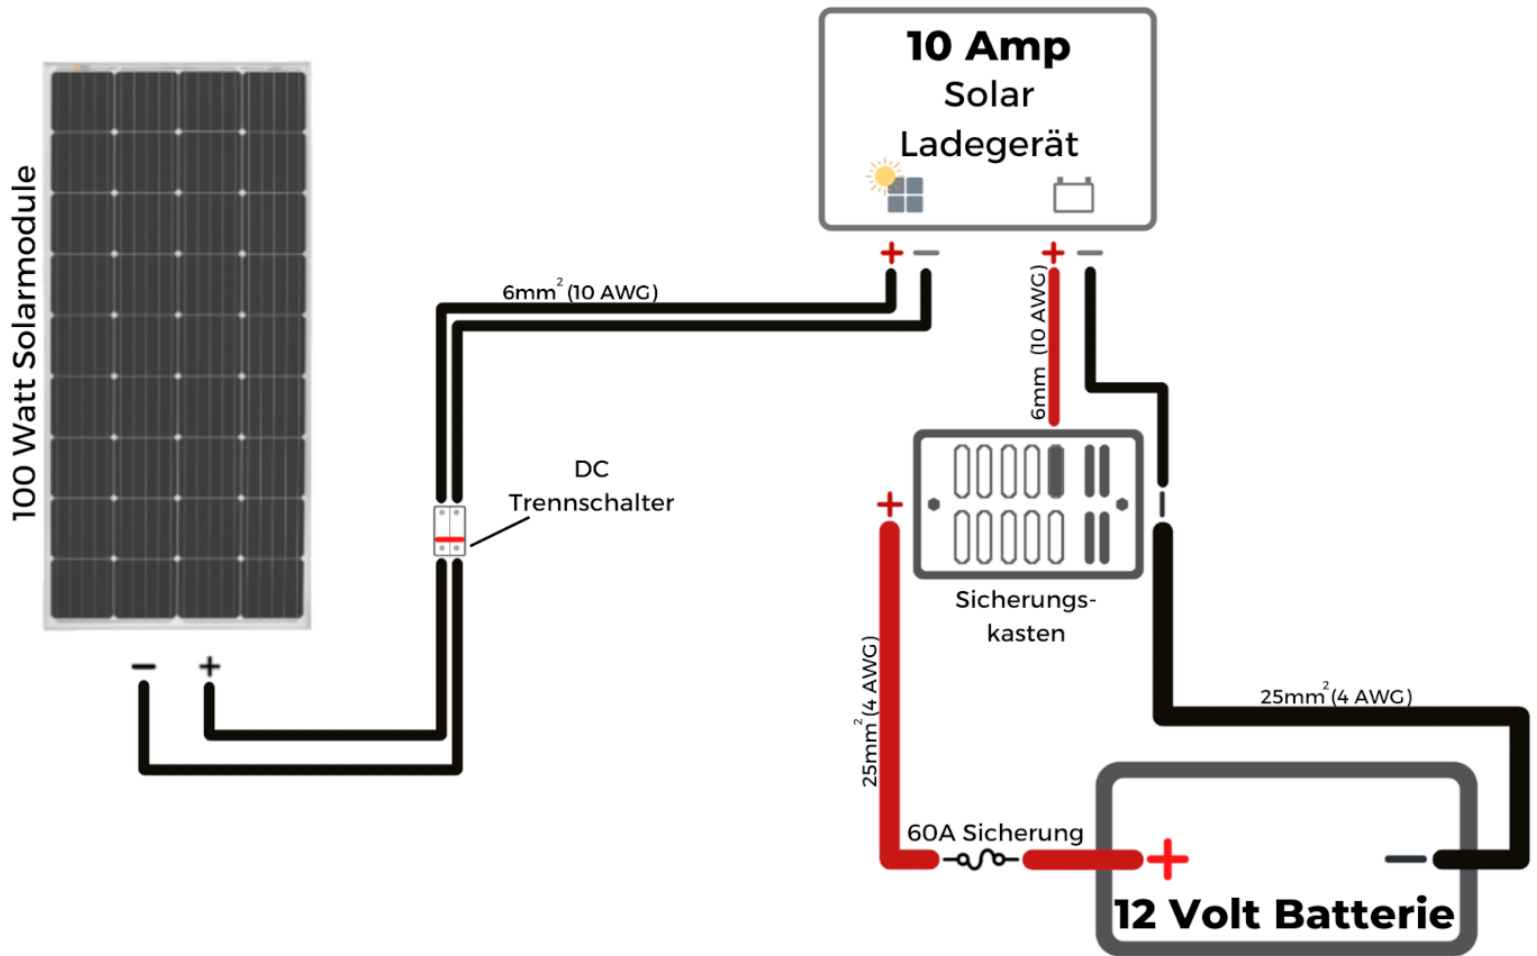 10 Amp
Solar
Ladegerät
+ − + −
100 Watt Solarmodule
6mm² (10 AWG)
6mm (10 AWG)
DC
Trennschalter
+ −
Sicherungs-
kasten
− +
25mm² (4 AWG)
25mm² (4 AWG)
60A Sicherung
+ −
12 Volt Batterie